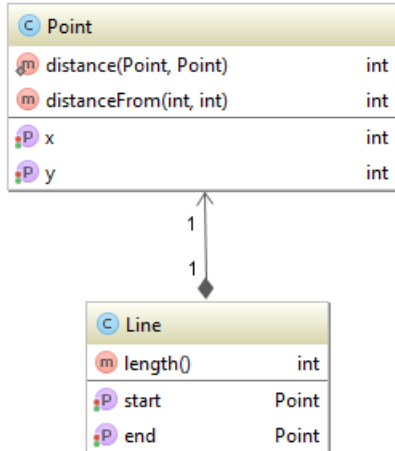 C Point
m distance(Point, Point) int
m distanceFrom(int, int) int
P x int
P y int
1
1
C Line
m length() int
P start Point
P end Point